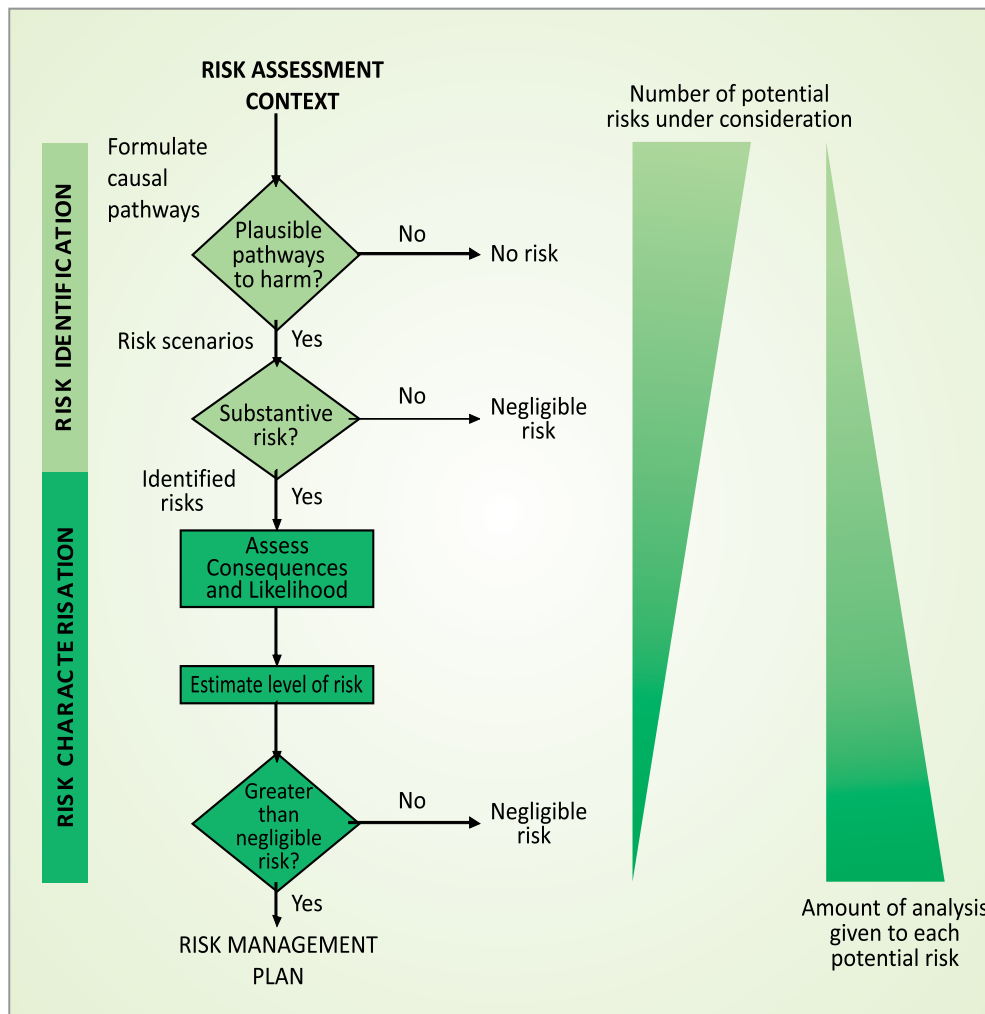 RISK ASSESSMENT
CONTEXT
Number of potential
risks under consideration
Formulate
causal
pathways
RISK IDENTIFICATION
Plausible
pathways
to harm?
No
No risk
Risk scenarios
Yes
Substantive
risk?
No
Negligible
risk
Identified
risks
Yes
RISK CHARACTERISATION
Assess
Consequences
and Likelihood
Estimate level of risk
Greater
than
negligible
risk?
No
Negligible
risk
Yes
RISK MANAGEMENT
PLAN
Amount of analysis
given to each
potential risk